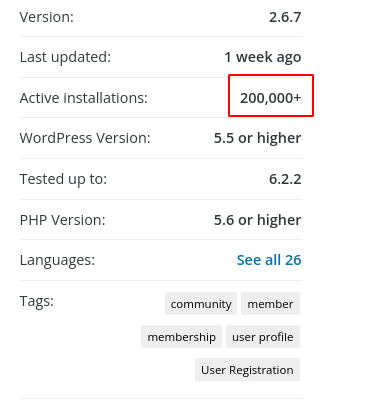 Version: 2.6.7
Last updated: 1 week ago
Active installations: 200,000+
WordPress Version: 5.5 or higher
Tested up to: 6.2.2
PHP Version: 5.6 or higher
Languages: See all 26
Tags: community member
membership user profile
User Registration